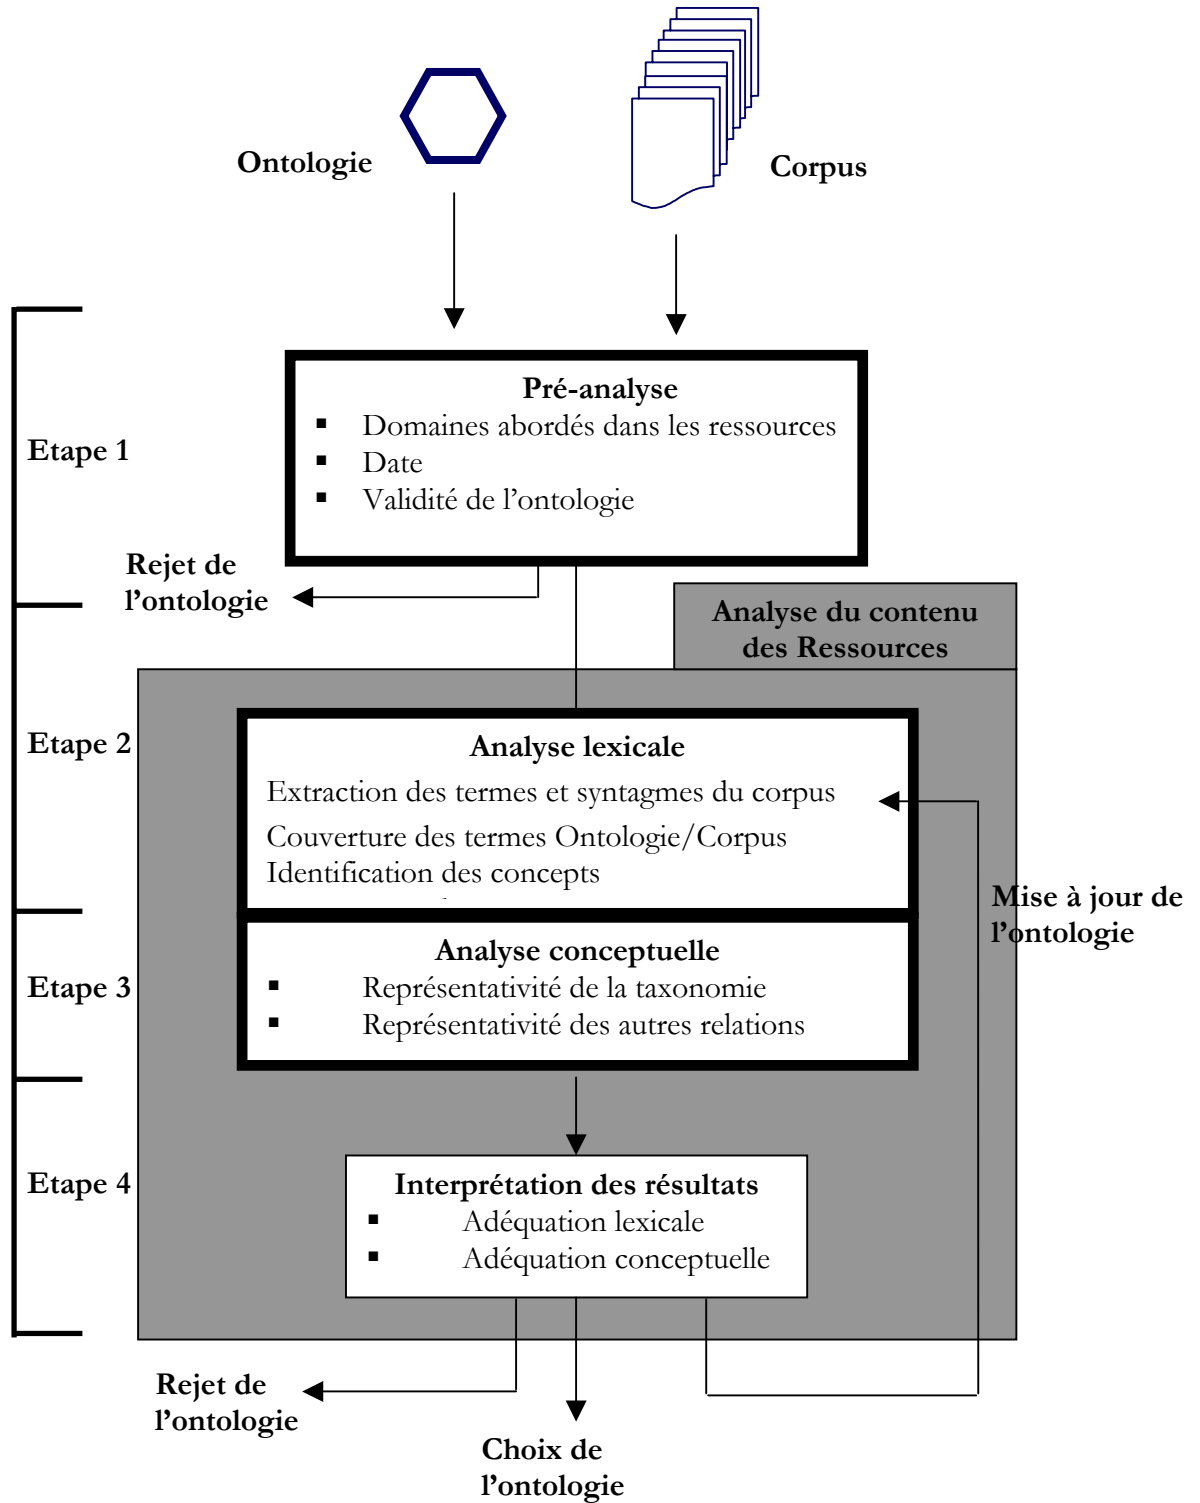 Ontologie
Corpus
Etape 1
Pré-analyse
▪ Domaines abordés dans les ressources
▪ Date
▪ Validité de l'ontologie
Rejet de
l'ontologie
Analyse du contenu
des Ressources
Etape 2
Analyse lexicale
Extraction des termes et syntagmes du corpus
Couverture des termes Ontologie/Corpus
Identification des concepts
Mise à jour de
l'ontologie
Etape 3
Analyse conceptuelle
▪ Représentativité de la taxonomie
▪ Représentativité des autres relations
Etape 4
Interprétation des résultats
▪ Adéquation lexicale
▪ Adéquation conceptuelle
Rejet de
l'ontologie
Choix de
l'ontologie